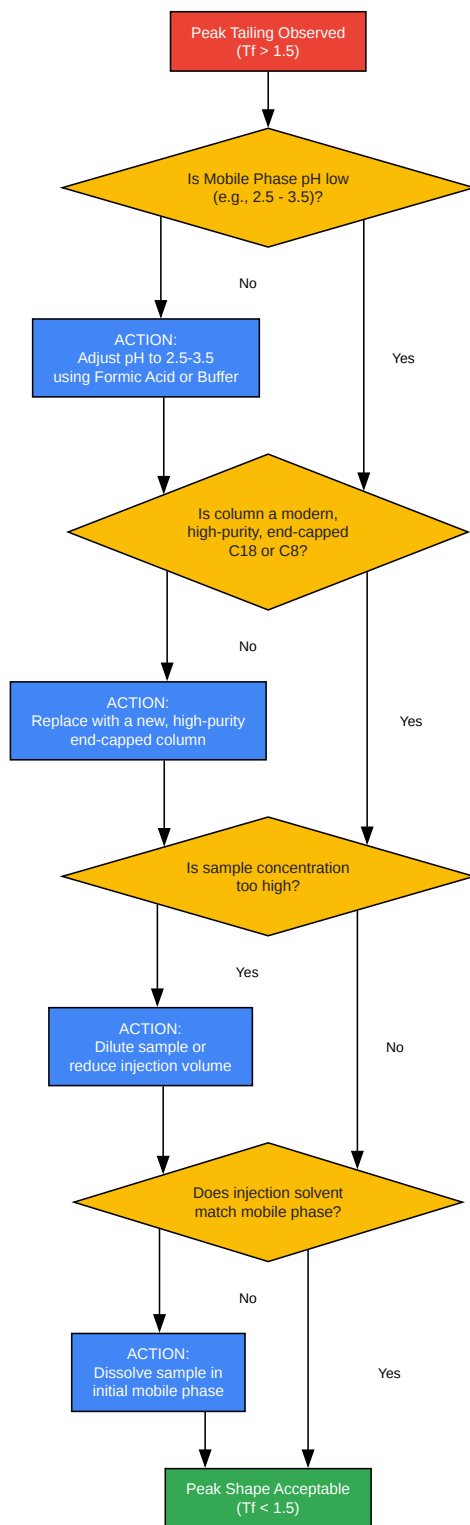 Peak Tailing Observed
(Tf > 1.5)
Is Mobile Phase pH low
(e.g., 2.5 - 3.5)?
No
ACTION:
Adjust pH to 2.5-3.5
using Formic Acid or Buffer
Yes
Is column a modern,
high-purity, end-capped
C18 or C8?
No
ACTION:
Replace with a new, high-purity
end-capped column
Yes
Is sample concentration
too high?
Yes
ACTION:
Dilute sample or
reduce injection volume
No
Does injection solvent
match mobile phase?
No
ACTION:
Dissolve sample in
initial mobile phase
Yes
Peak Shape Acceptable
(Tf < 1.5)